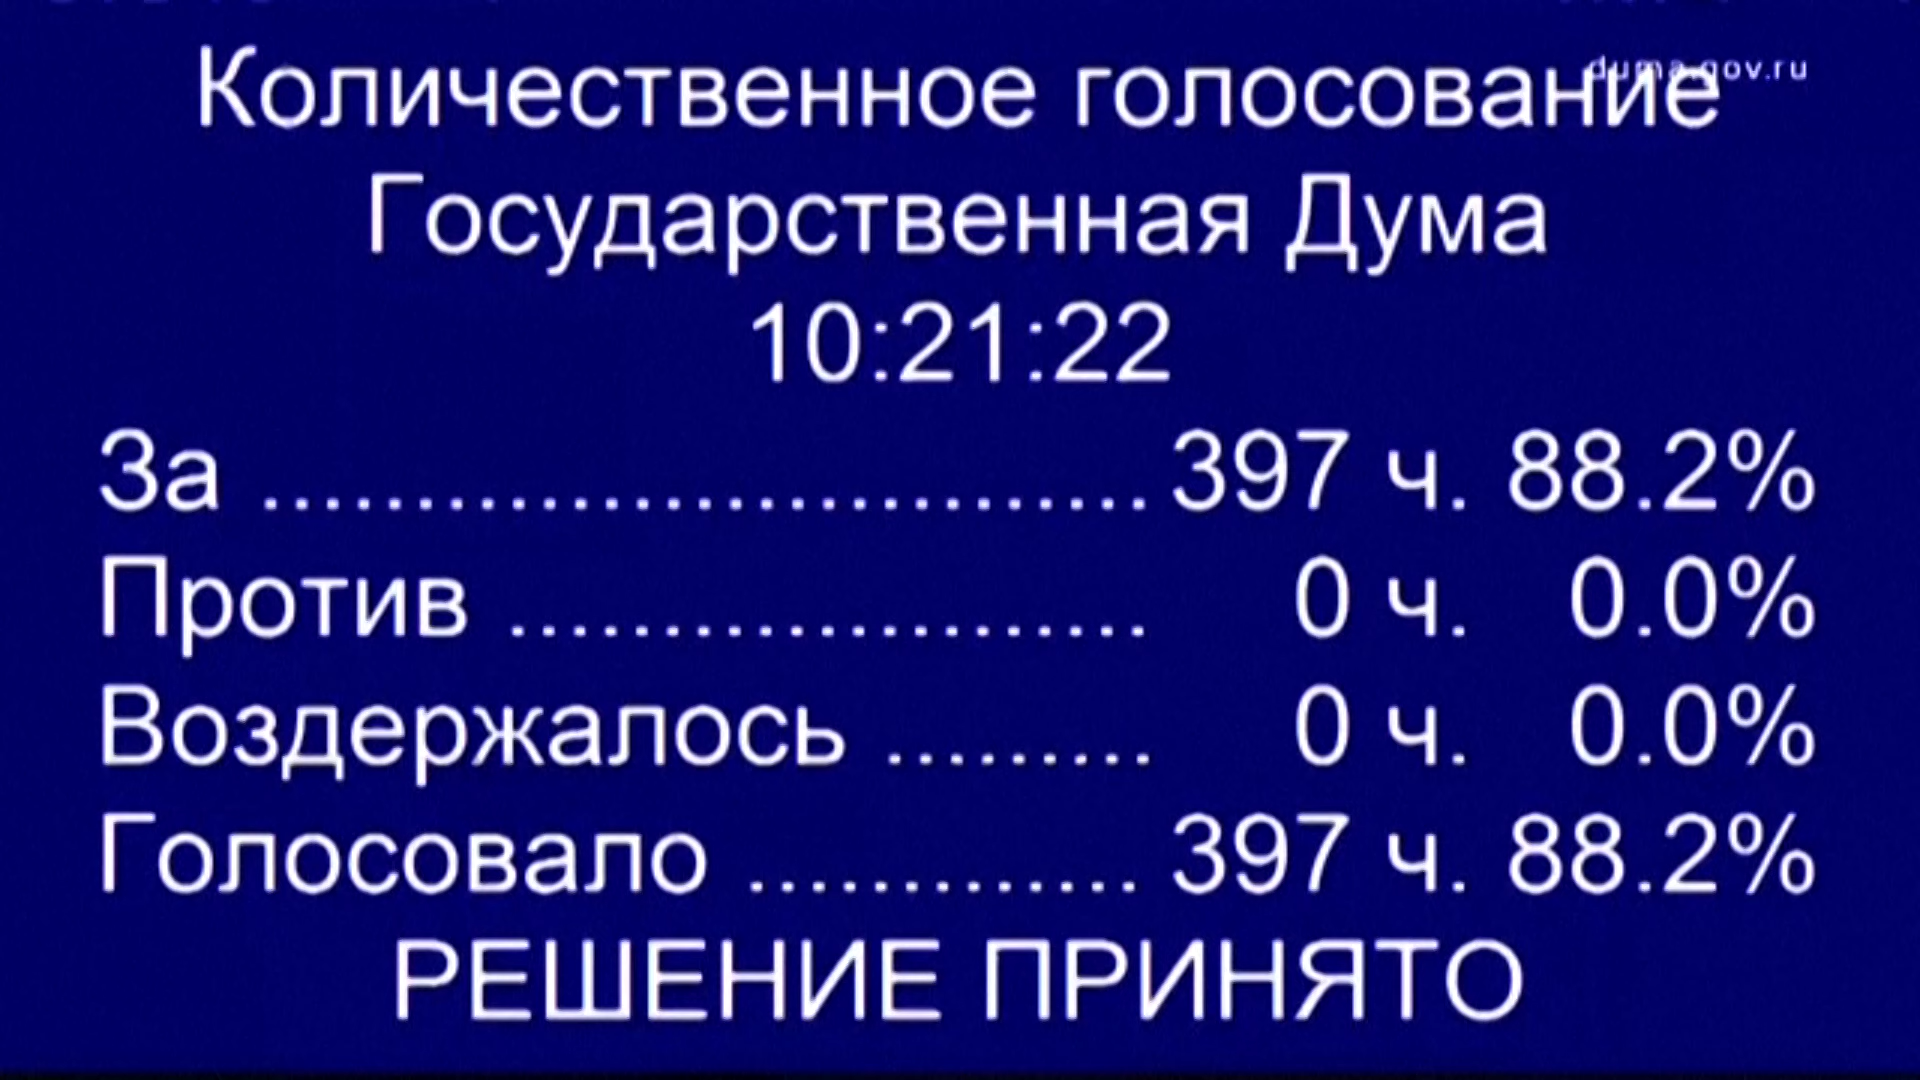 duma.gov.ru
Количественное голосование
Государственная Дума
10:21:22
За ............................. 397 ч. 88.2%
Против ..................... 0 ч. 0.0%
Воздержалось ......... 0 ч. 0.0%
Голосовало ............. 397 ч. 88.2%
РЕШЕНИЕ ПРИНЯТО